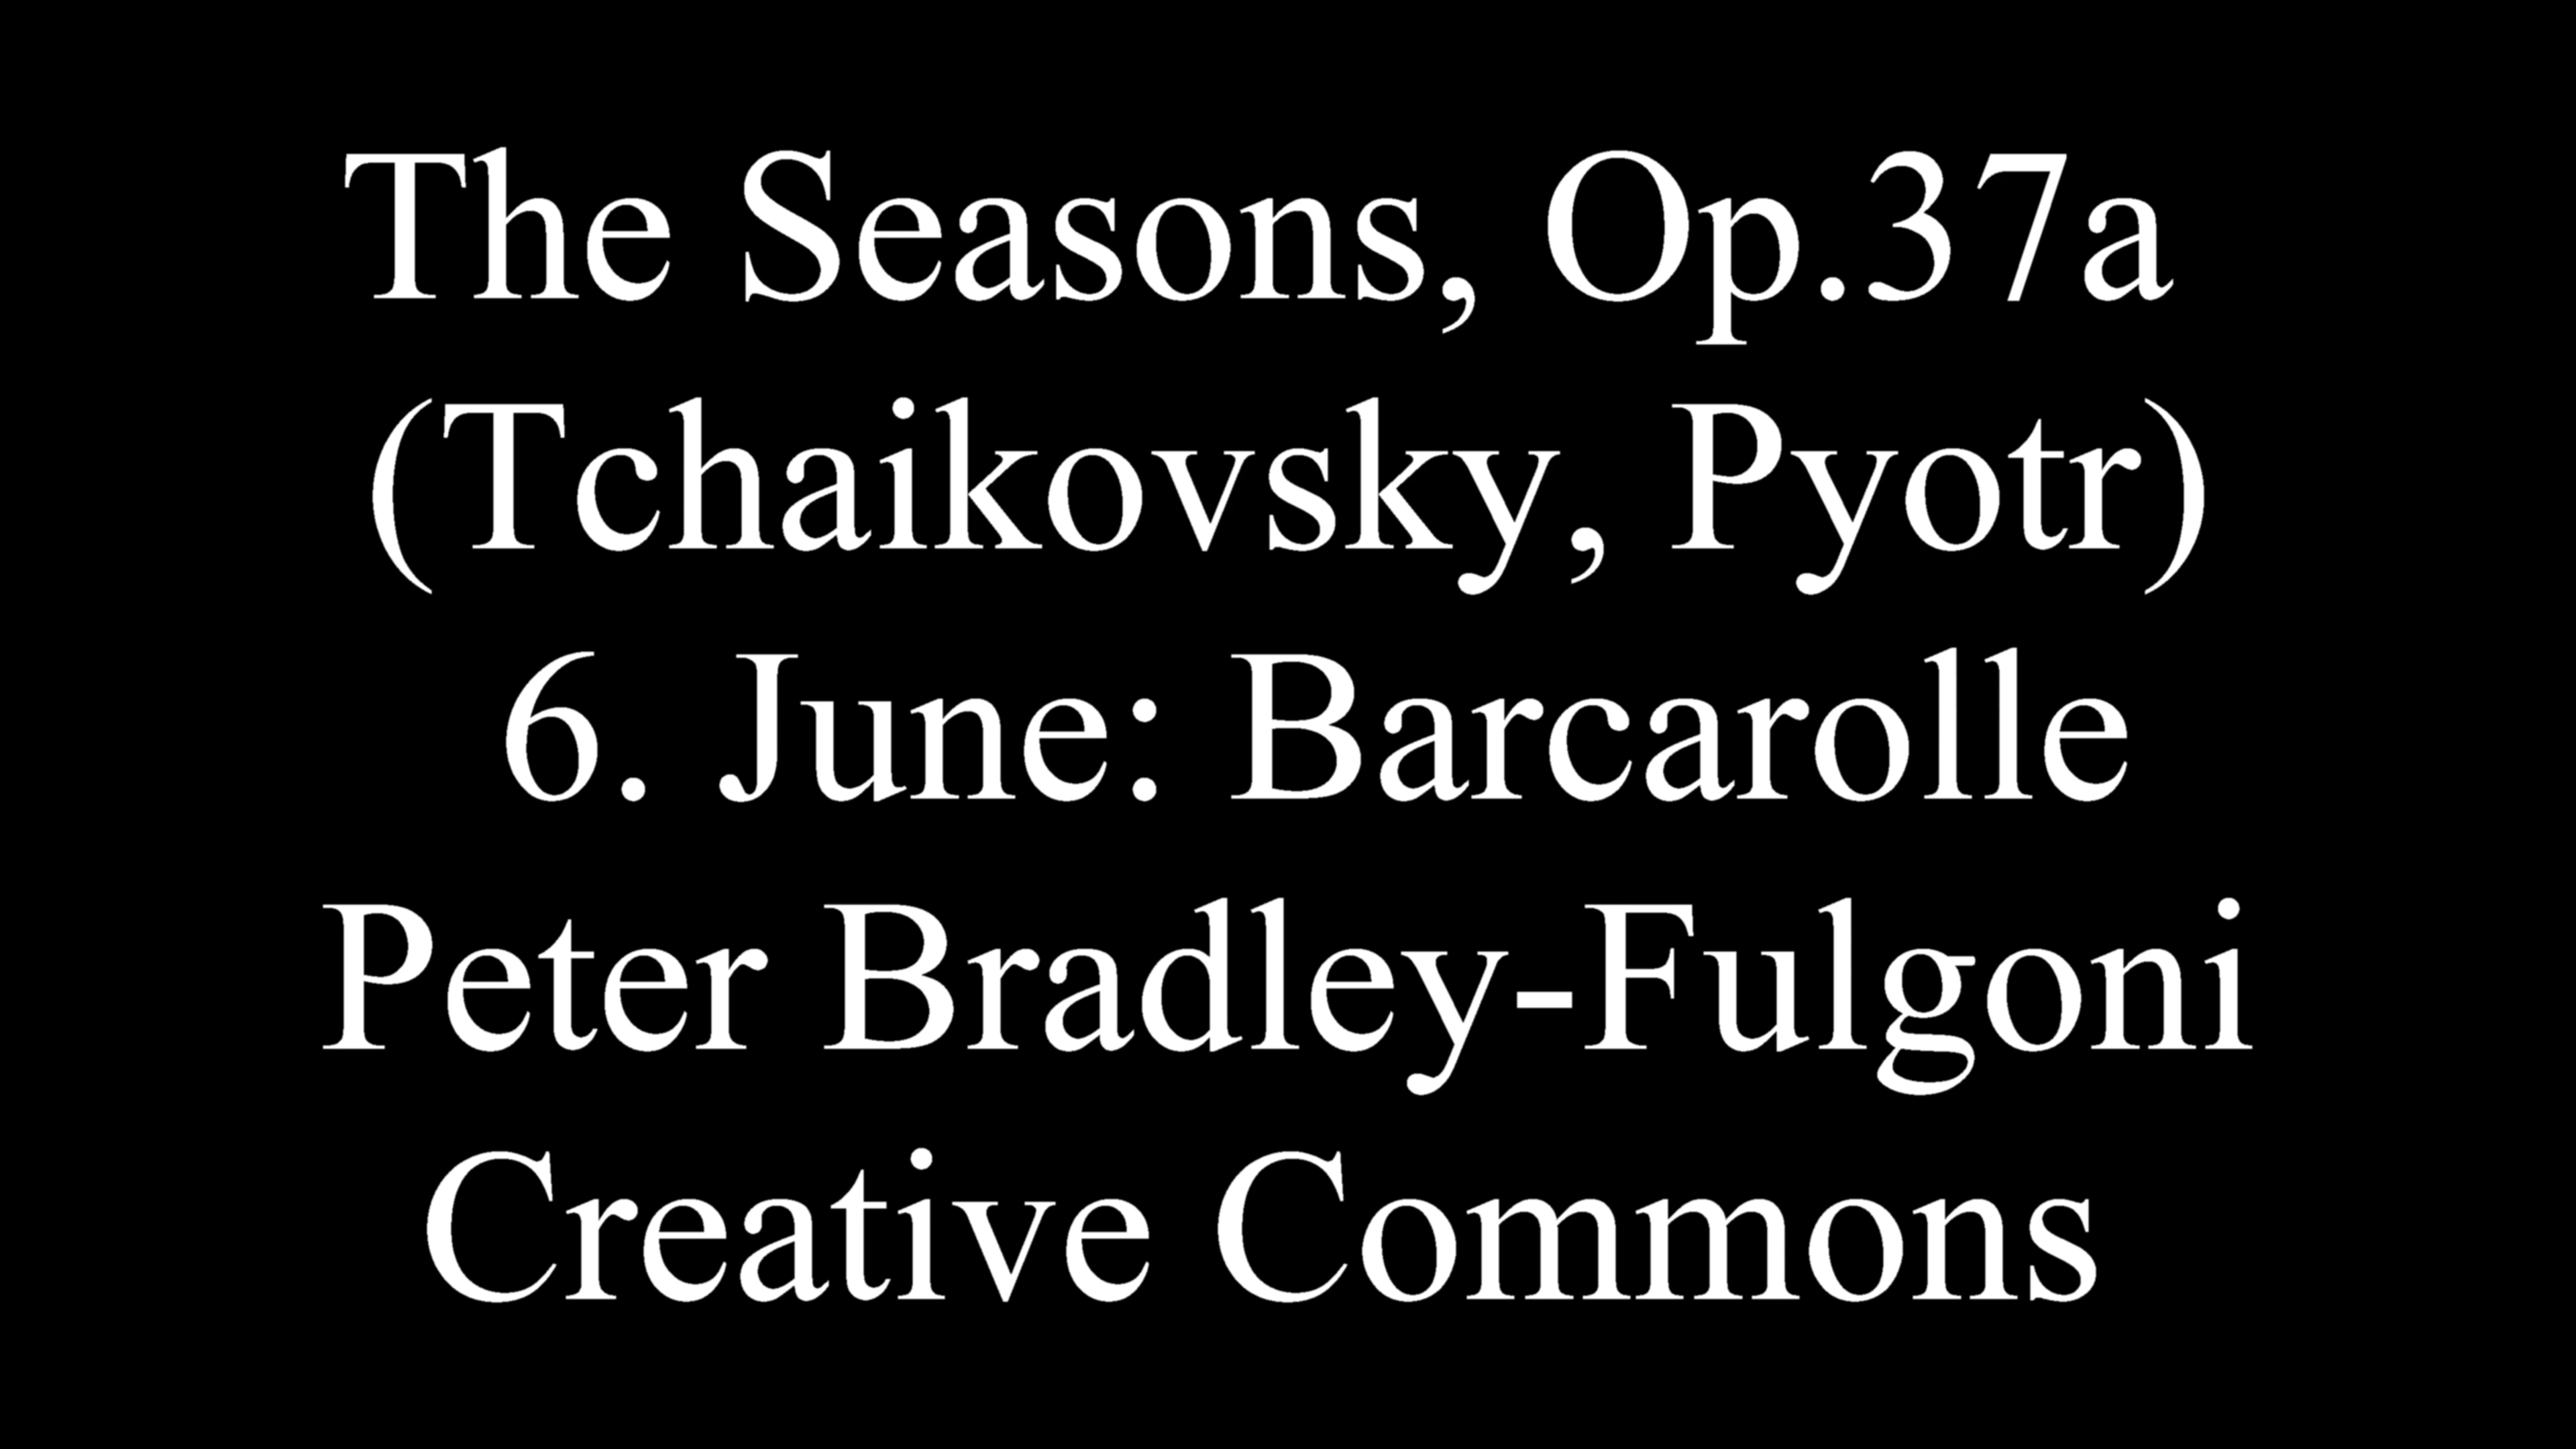 The Seasons, Op.37a
(Tchaikovsky, Pyotr)
6. June: Barcarolle
Peter Bradley-Fulgoni
Creative Commons